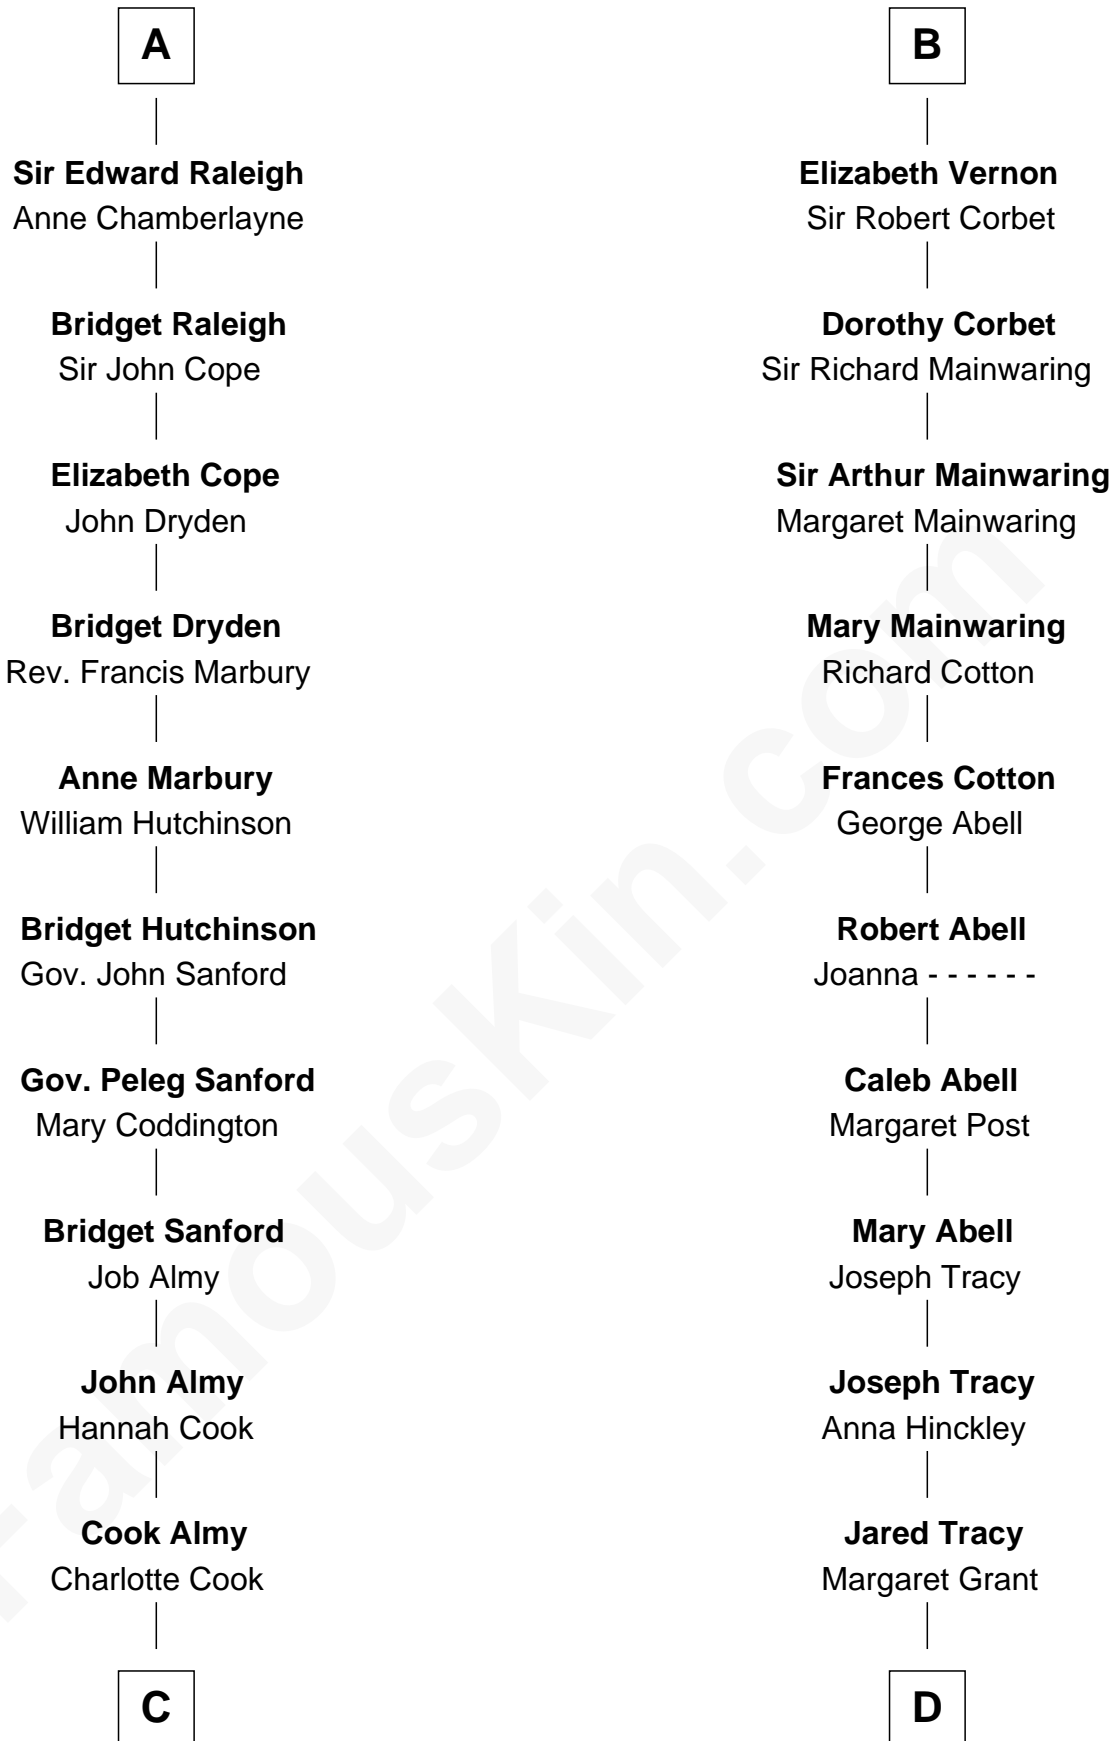 A
Sir Edward Raleigh
Anne Chamberlayne
Bridget Raleigh
Sir John Cope
Elizabeth Cope
John Dryden
Bridget Dryden
Rev. Francis Marbury
Anne Marbury
William Hutchinson
Bridget Hutchinson
Gov. John Sanford
Gov. Peleg Sanford
Mary Coddington
Bridget Sanford
Job Almy
John Almy
Hannah Cook
Cook Almy
Charlotte Cook
C
B
Elizabeth Vernon
Sir Robert Corbet
Dorothy Corbet
Sir Richard Mainwaring
Sir Arthur Mainwaring
Margaret Mainwaring
Mary Mainwaring
Richard Cotton
Frances Cotton
George Abell
Robert Abell
Joanna - - - - - -
Caleb Abell
Margaret Post
Mary Abell
Joseph Tracy
Joseph Tracy
Anna Hinckley
Jared Tracy
Margaret Grant
D
FamousKin.com